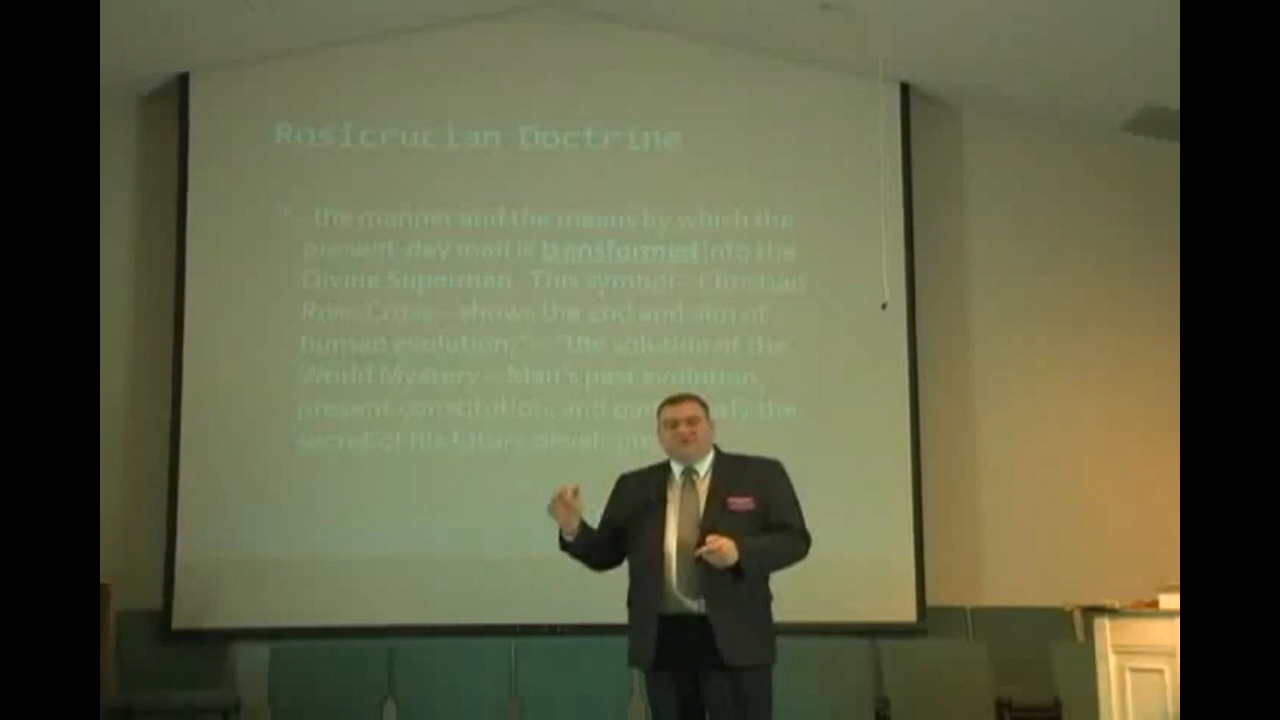 Rosicrucian Doctrine
"- the manner and the means by which the
present-day man is transformed into the
Divine Superman. This symbol - Christian
Rose Cross - shows the end and aim of
human evolution," - "the solution of the
World Mystery - Man's past evolution,
present constitution, and particularly the
secret of his future